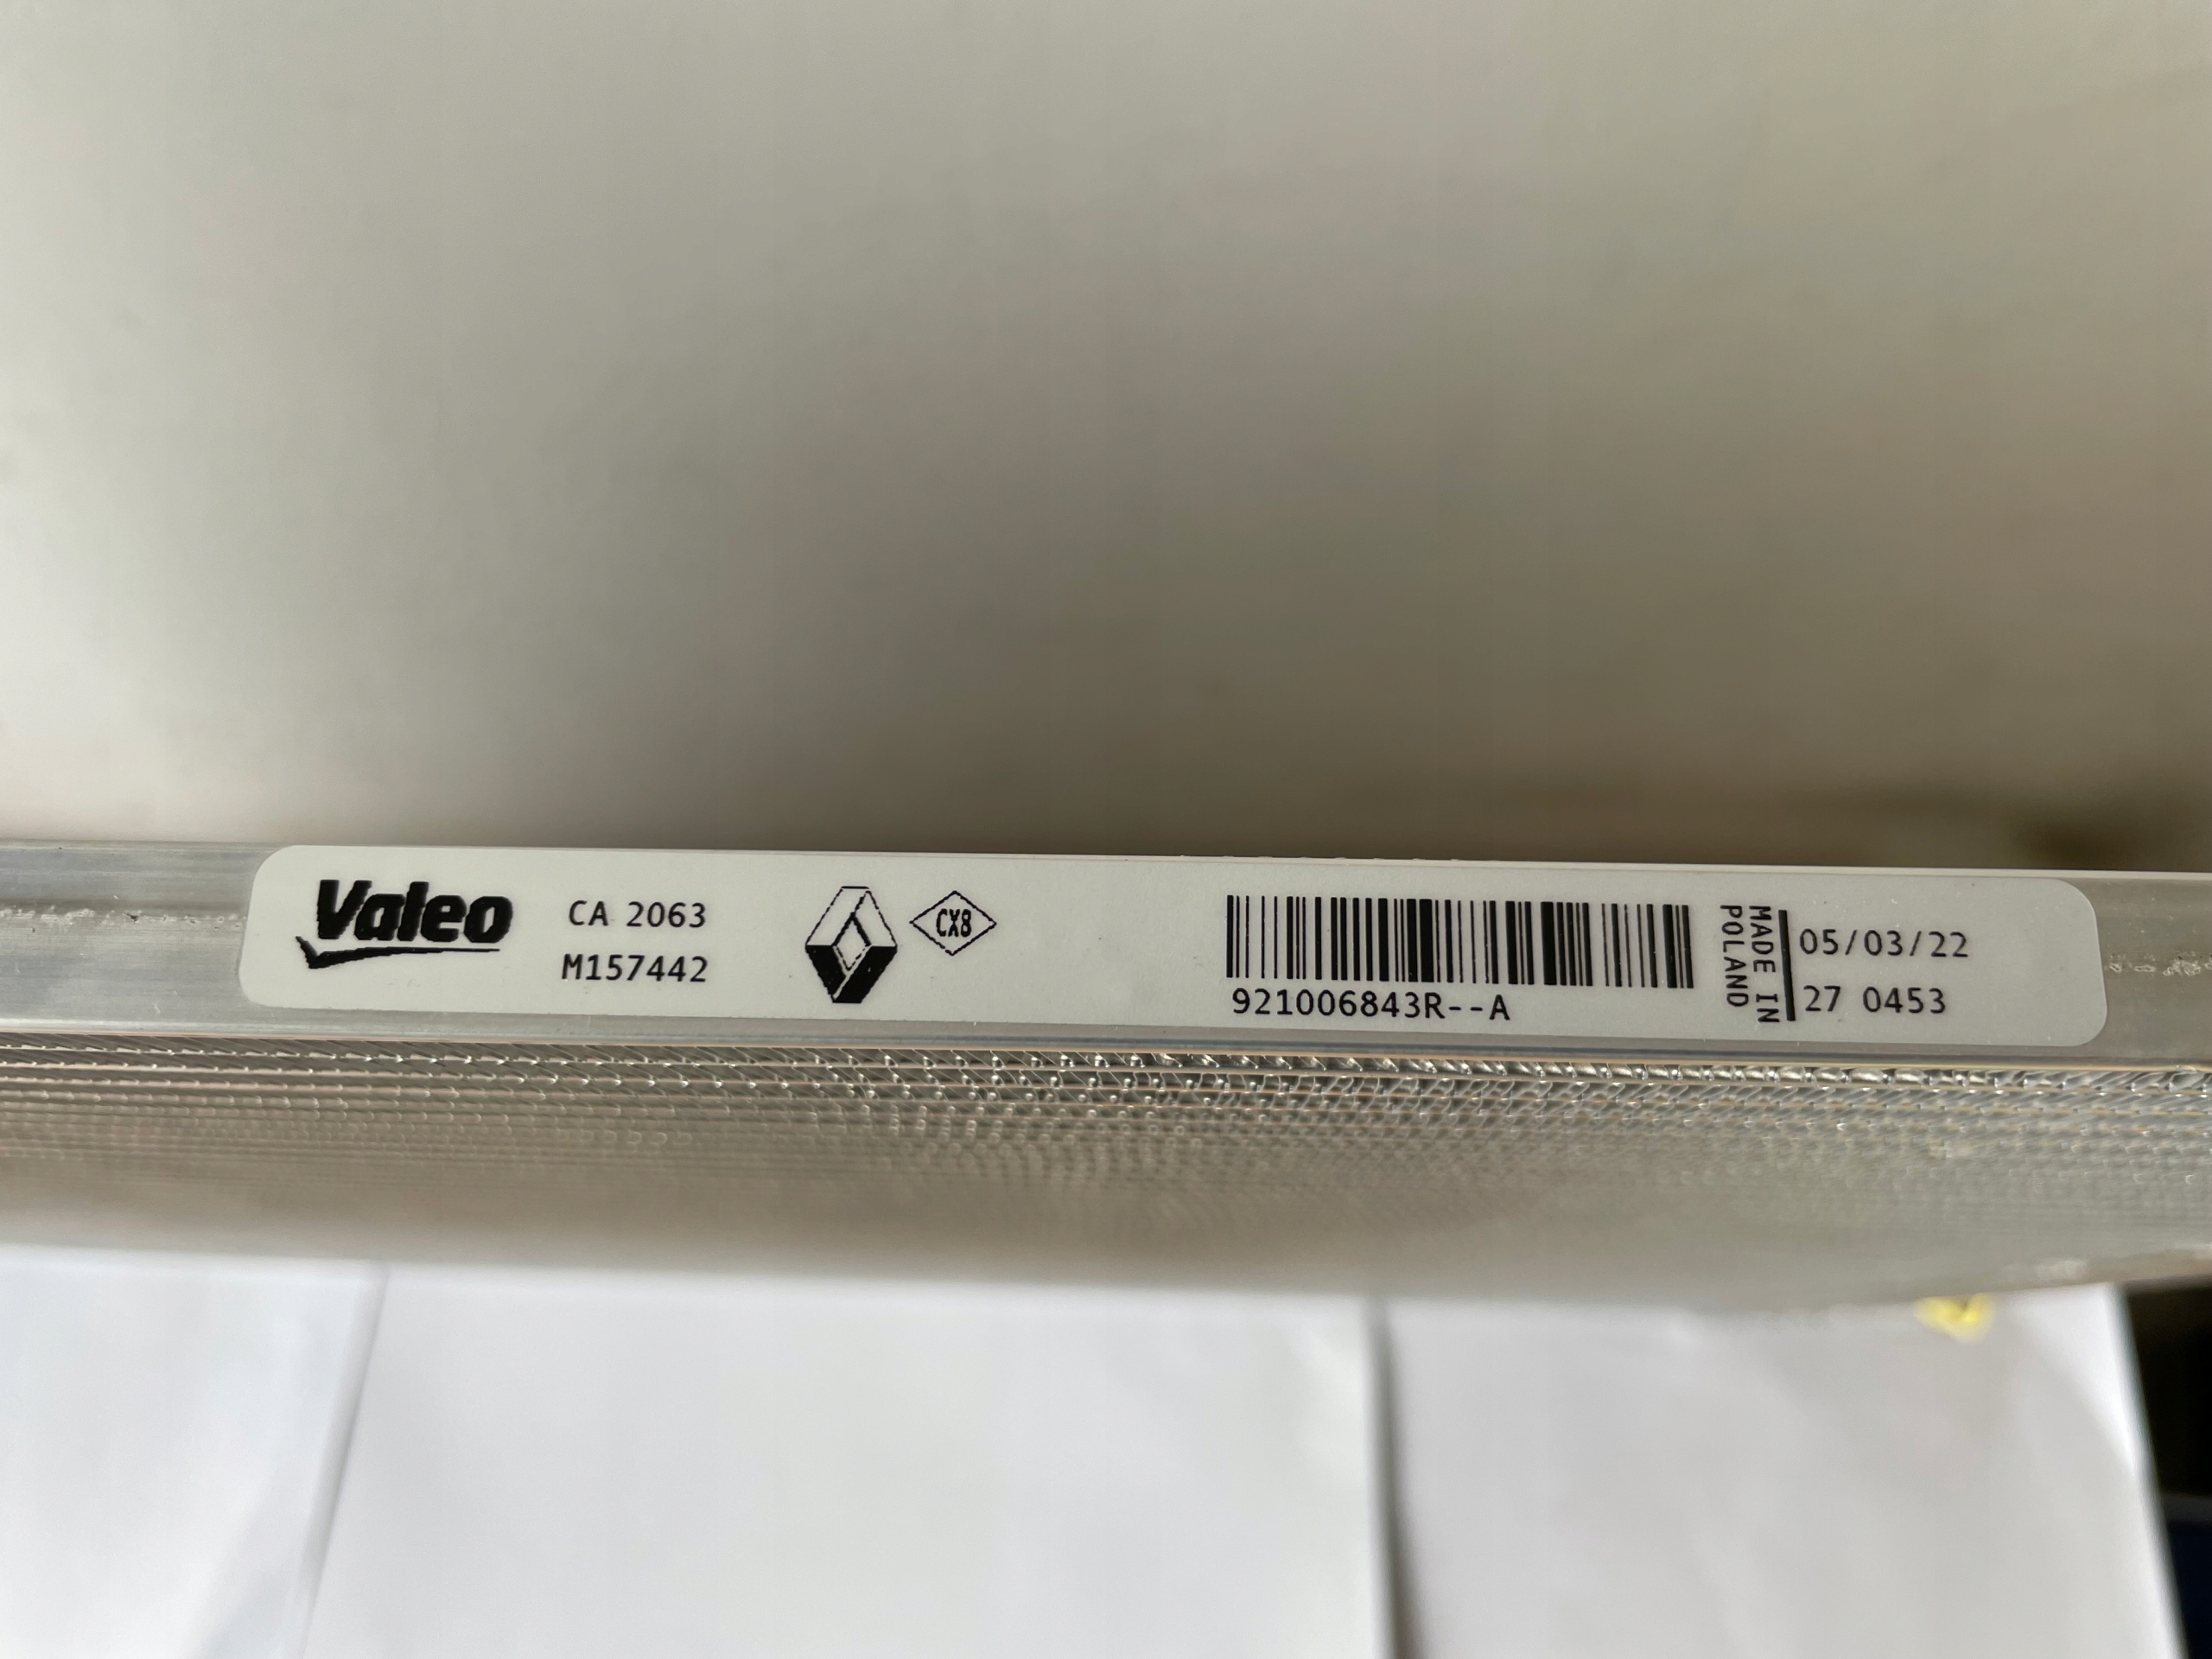 Valeo
CA 2063
M157442
CX8
921006843R--A
MADE IN
POLAND
05/03/22
27 0453